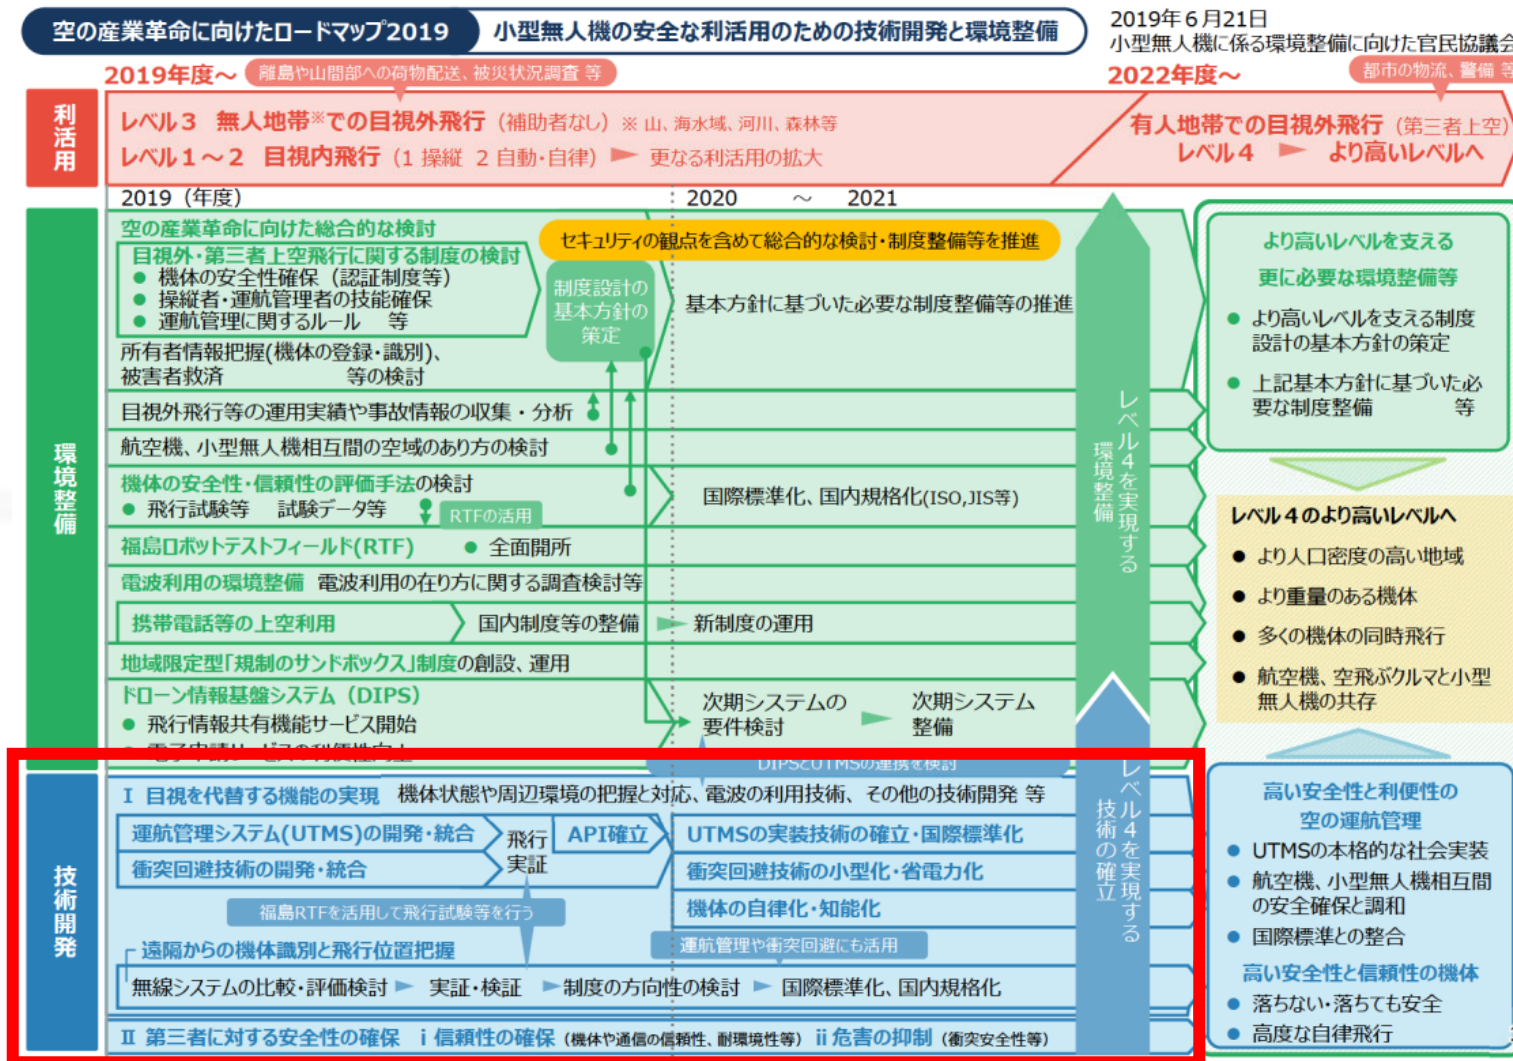 空の産業革命に向けたロードマップ2019
小型無人機の安全な利活用のための技術開発と環境整備
2019年6月21日
小型無人機に係る環境整備に向けた官民協議会
2019年度～
離島や山間部への荷物配送、被災状況調査 等
2022年度～
都市の物流、警備 等
利活用
レベル３ 無人地帯※での目視外飛行（補助者なし）※ 山、海水域、河川、森林等
レベル１～２ 目視内飛行（1 操縦 2 自動・自律） 更なる利活用の拡大
有人地帯での目視外飛行（第三者上空）
レベル４ より高いレベルへ
2019（年度）
2020 ～ 2021
環境整備
空の産業革命に向けた総合的な検討
目視外・第三者上空飛行に関する制度の検討
● 機体の安全性確保（認証制度等）
● 操縦者・運航管理者の技能確保
● 運航管理に関するルール 等
所有者情報把握(機体の登録・識別)、
被害者救済 等の検討
セキュリティの観点を含めて総合的な検討・制度整備等を推進
制度設計の
基本方針の
策定
基本方針に基づいた必要な制度整備等の推進
目視外飛行等の運用実績や事故情報の収集・分析
航空機、小型無人機相互間の空域のあり方の検討
機体の安全性・信頼性の評価手法の検討
● 飛行試験等 試験データ等
RTFの活用
国際標準化、国内規格化(ISO,JIS等)
福島ロボットテストフィールド(RTF) ● 全面開所
電波利用の環境整備 電波利用の在り方に関する調査検討等
携帯電話等の上空利用 国内制度等の整備 新制度の運用
地域限定型「規制のサンドボックス」制度の創設、運用
ドローン情報基盤システム（DIPS）
● 飛行情報共有機能サービス開始
● 電子申請サービスの利便性向上
次期システムの
要件検討
次期システム
整備
レベル４を実現する
環境整備
より高いレベルを支える
更に必要な環境整備等
● より高いレベルを支える制度
設計の基本方針の策定
● 上記基本方針に基づいた必
要な制度整備 等
レベル４のより高いレベルへ
● より人口密度の高い地域
● より重量のある機体
● 多くの機体の同時飛行
● 航空機、空飛ぶクルマと小型
無人機の共存
DIPSとUTMSの連携を検討
技術開発
Ⅰ 目視を代替する機能の実現 機体状態や周辺環境の把握と対応、電波の利用技術、その他の技術開発 等
運航管理システム(UTMS)の開発・統合
衝突回避技術の開発・統合
飛行
実証
API確立
UTMSの実装技術の確立・国際標準化
衝突回避技術の小型化・省電力化
機体の自律化・知能化
福島RTFを活用して飛行試験等を行う
運航管理や衝突回避にも活用
遠隔からの機体識別と飛行位置把握
無線システムの比較・評価検討 実証・検証 制度の方向性の検討 国際標準化、国内規格化
Ⅱ 第三者に対する安全性の確保 ⅰ 信頼性の確保（機体や通信の信頼性、耐環境性等）ⅱ 危害の抑制（衝突安全性等）
レベル４を実現する
技術の確立
高い安全性と利便性の
空の運航管理
● UTMSの本格的な社会実装
● 航空機、小型無人機相互間
の安全確保と調和
● 国際標準との整合
高い安全性と信頼性の機体
● 落ちない・落ちても安全
● 高度な自律飛行